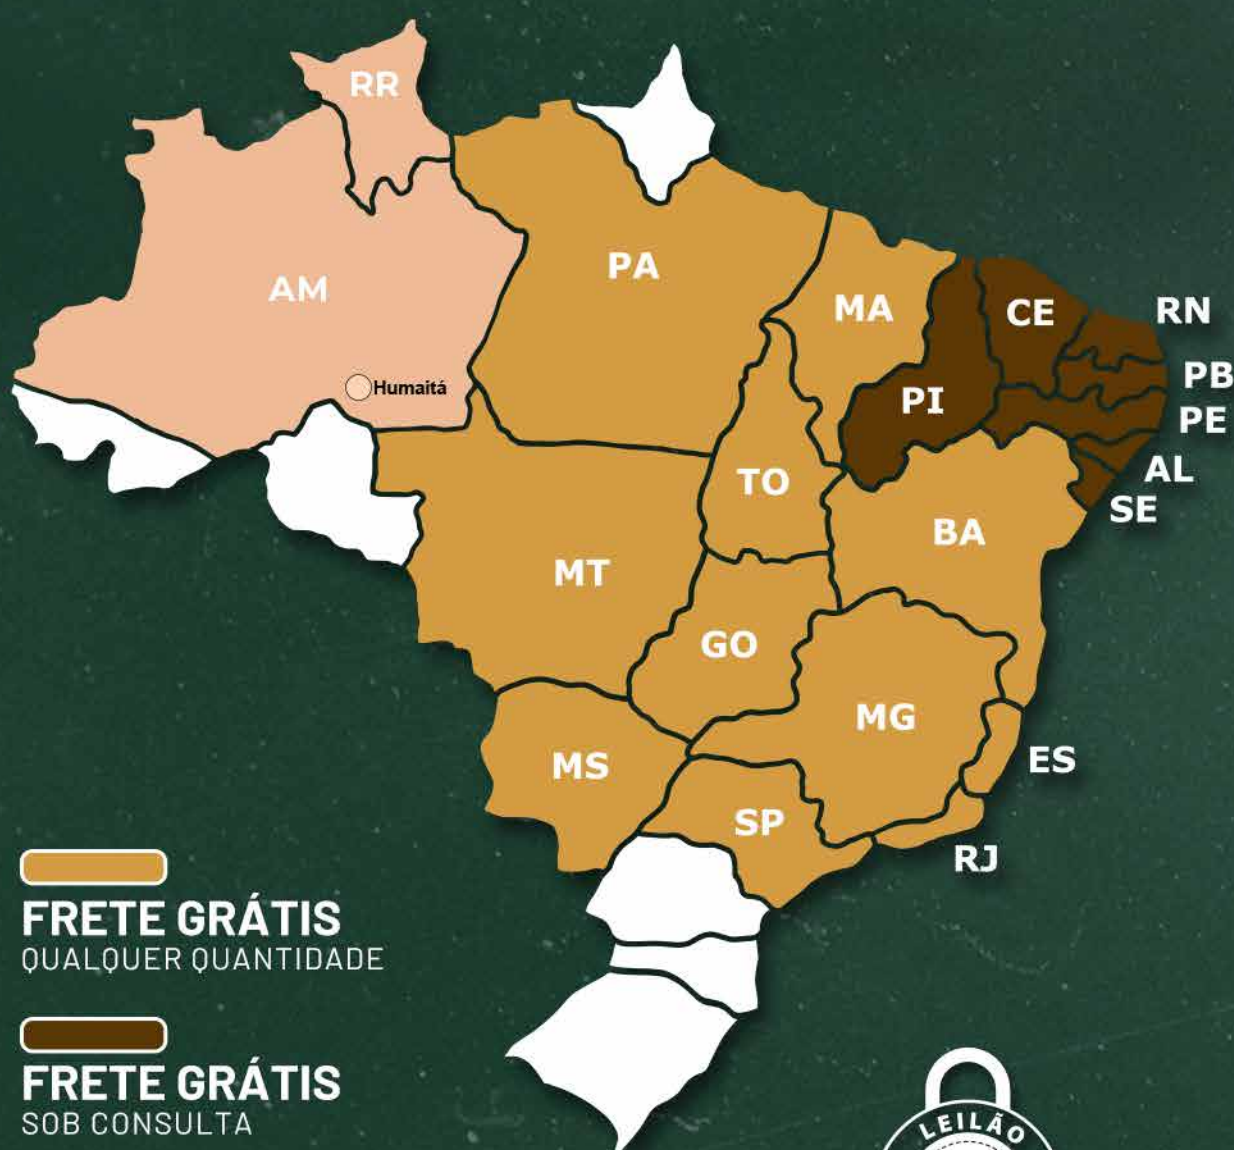 RR
AM
PA
MA
CE
RN
PB
PI
PE
AL
SE
Humaitá
TO
BA
MT
GO
MG
MS
ES
SP
RJ
FRETE GRÁTIS
QUALQUER QUANTIDADE
FRETE GRÁTIS
SOB CONSULTA
LEILÃO